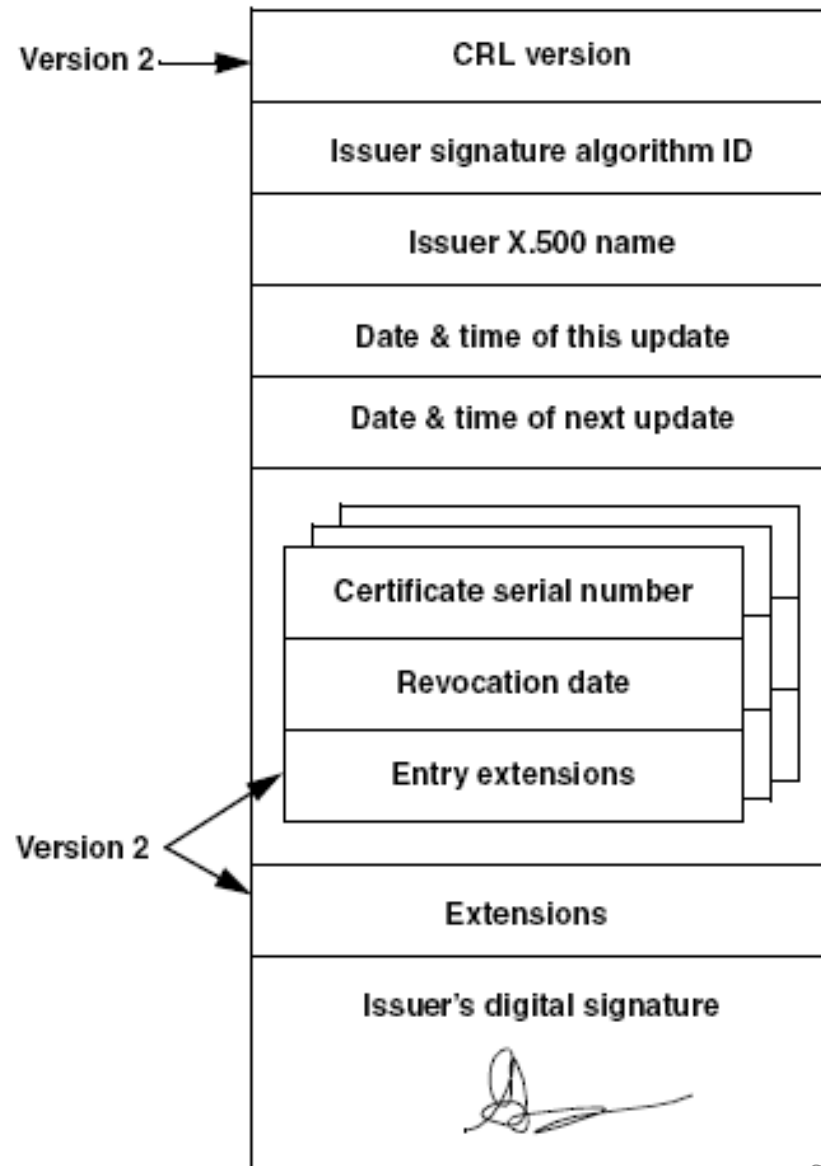 Version 2
CRL version
Issuer signature algorithm ID
Issuer X.500 name
Date & time of this update
Date & time of next update
Certificate serial number
Revocation date
Entry extensions
Version 2
Extensions
Issuer's digital signature